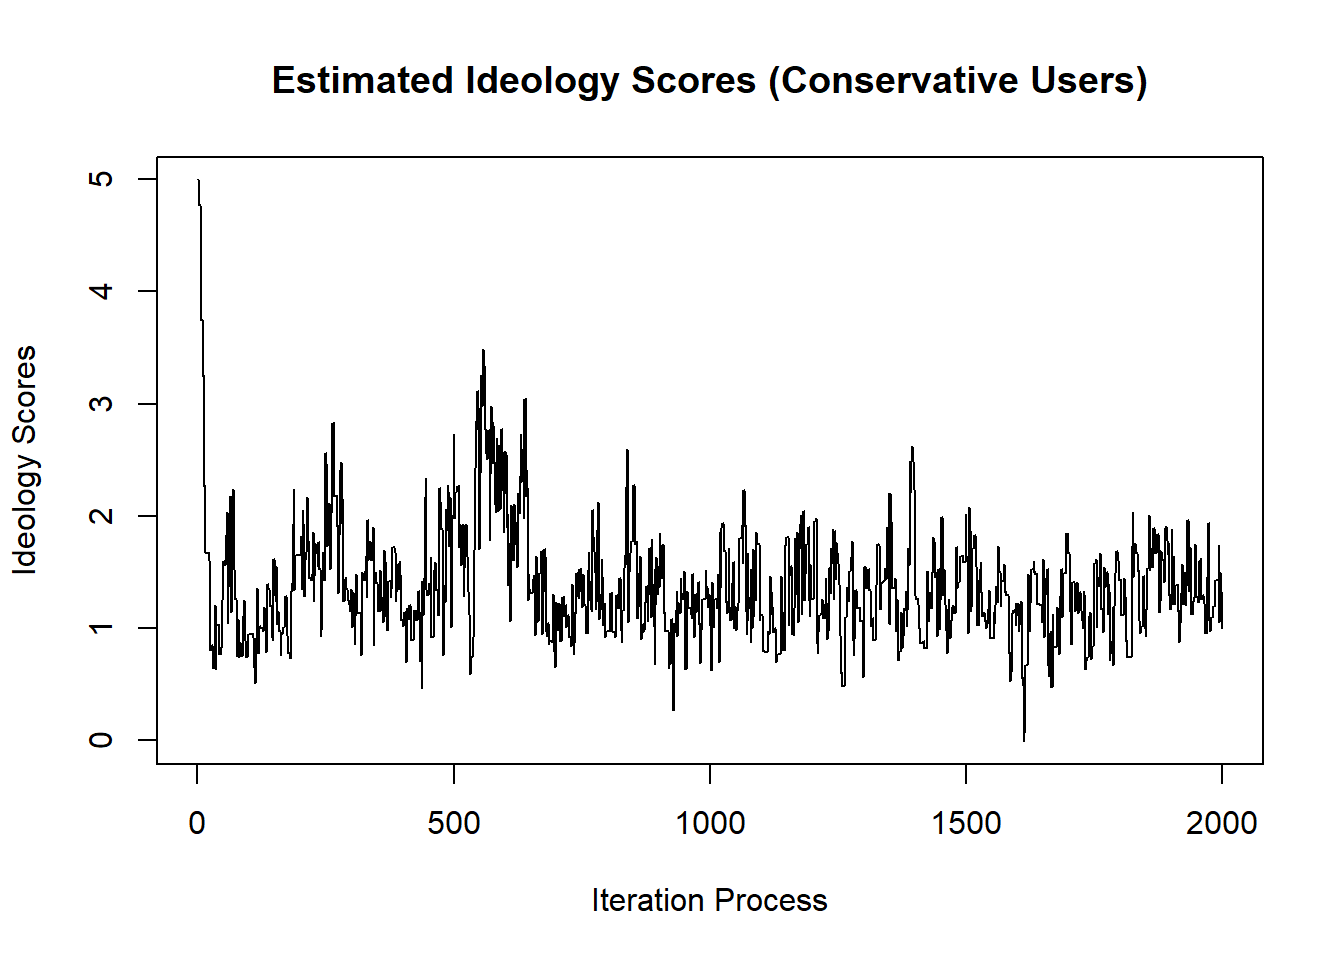 Estimated Ideology Scores (Conservative Users)
Ideology Scores
5
4
3
2
1
0
0 500 1000 1500 2000
Iteration Process